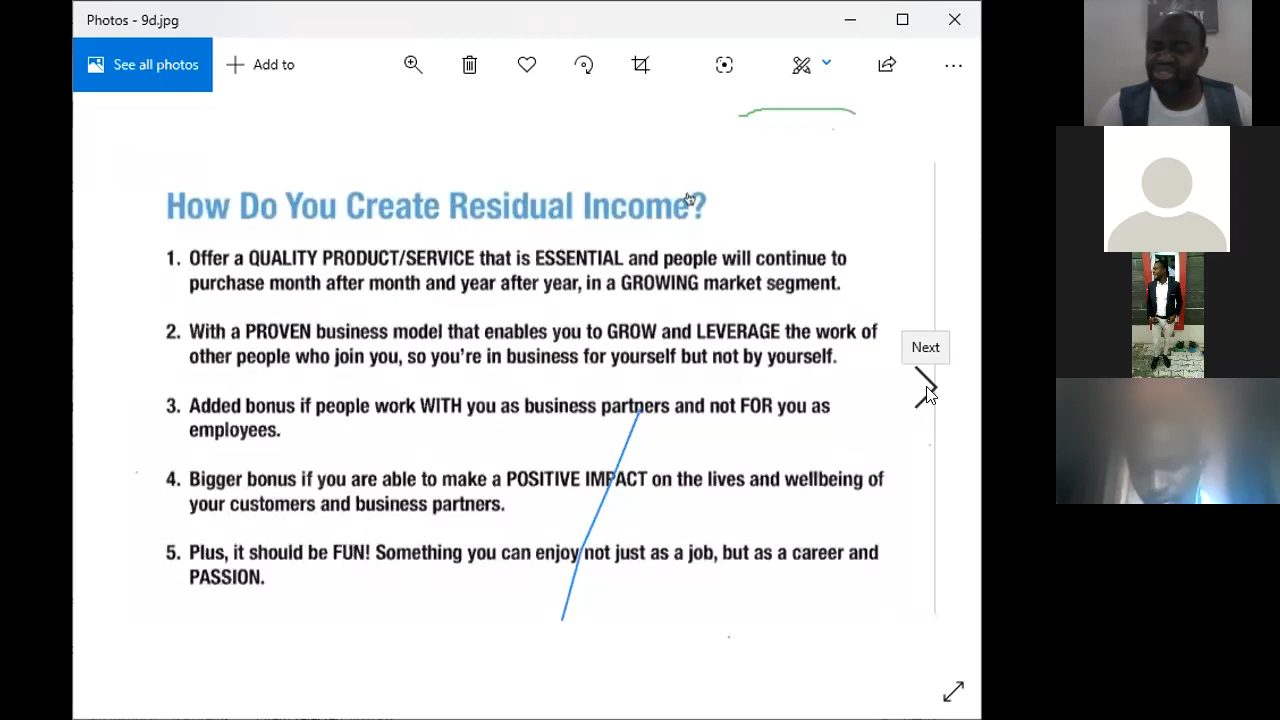 Photos - 9d.jpg
See all photos
Add to
How Do You Create Residual Income?
1. Offer a QUALITY PRODUCT/SERVICE that is ESSENTIAL and people will continue to
purchase month after month and year after year, in a GROWING market segment.
2. With a PROVEN business model that enables you to GROW and LEVERAGE the work of
other people who join you, so you're in business for yourself but not by yourself.
Next
3. Added bonus if people work WITH you as business partners and not FOR you as
employees.
4. Bigger bonus if you are able to make a POSITIVE IMPACT on the lives and wellbeing of
your customers and business partners.
5. Plus, it should be FUN! Something you can enjoy not just as a job, but as a career and
PASSION.